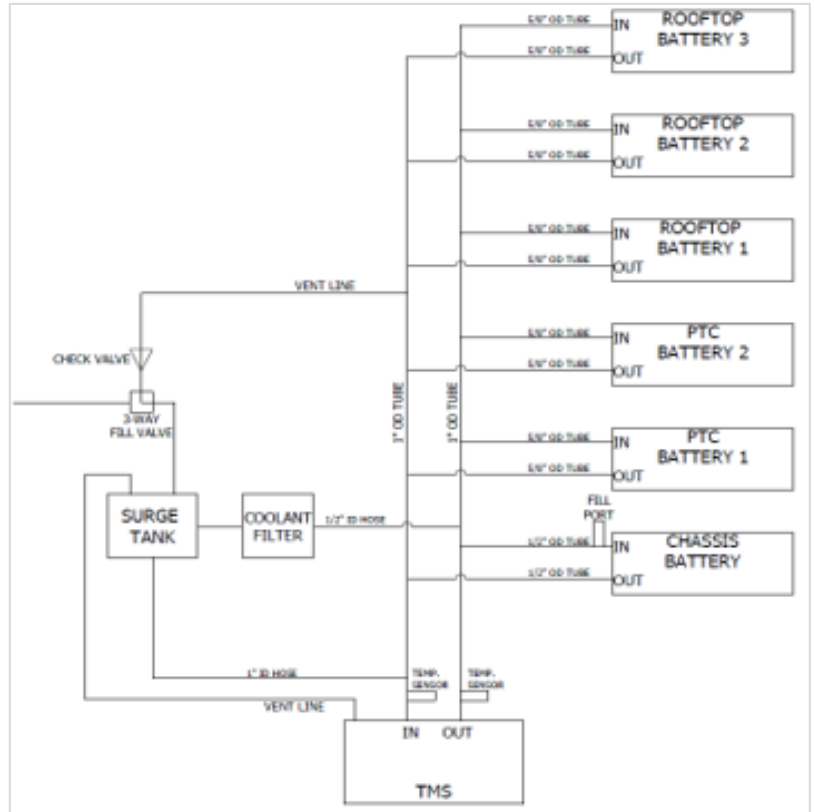 5/8" OD TUBE
IN
ROOFTOP
BATTERY 3
5/8" OD TUBE
OUT
5/8" OD TUBE
IN
ROOFTOP
BATTERY 2
5/8" OD TUBE
OUT
5/8" OD TUBE
IN
ROOFTOP
BATTERY 1
5/8" OD TUBE
OUT
VENT LINE
5/8" OD TUBE
IN
PTC
BATTERY 2
CHECK VALVE
5/8" OD TUBE
OUT
1" OD TUBE
1" OD TUBE
3-WAY
FILL VALVE
5/8" OD TUBE
IN
PTC
BATTERY 1
5/8" OD TUBE
OUT
FILL
PORT
SURGE
TANK
COOLANT
FILTER
1/2" ID HOSE
1/2" OD TUBE
IN
CHASSIS
BATTERY
1/2" OD TUBE
OUT
1" ID HOSE
TEMP.
SENSOR
TEMP.
SENSOR
VENT LINE
IN
OUT
TMS